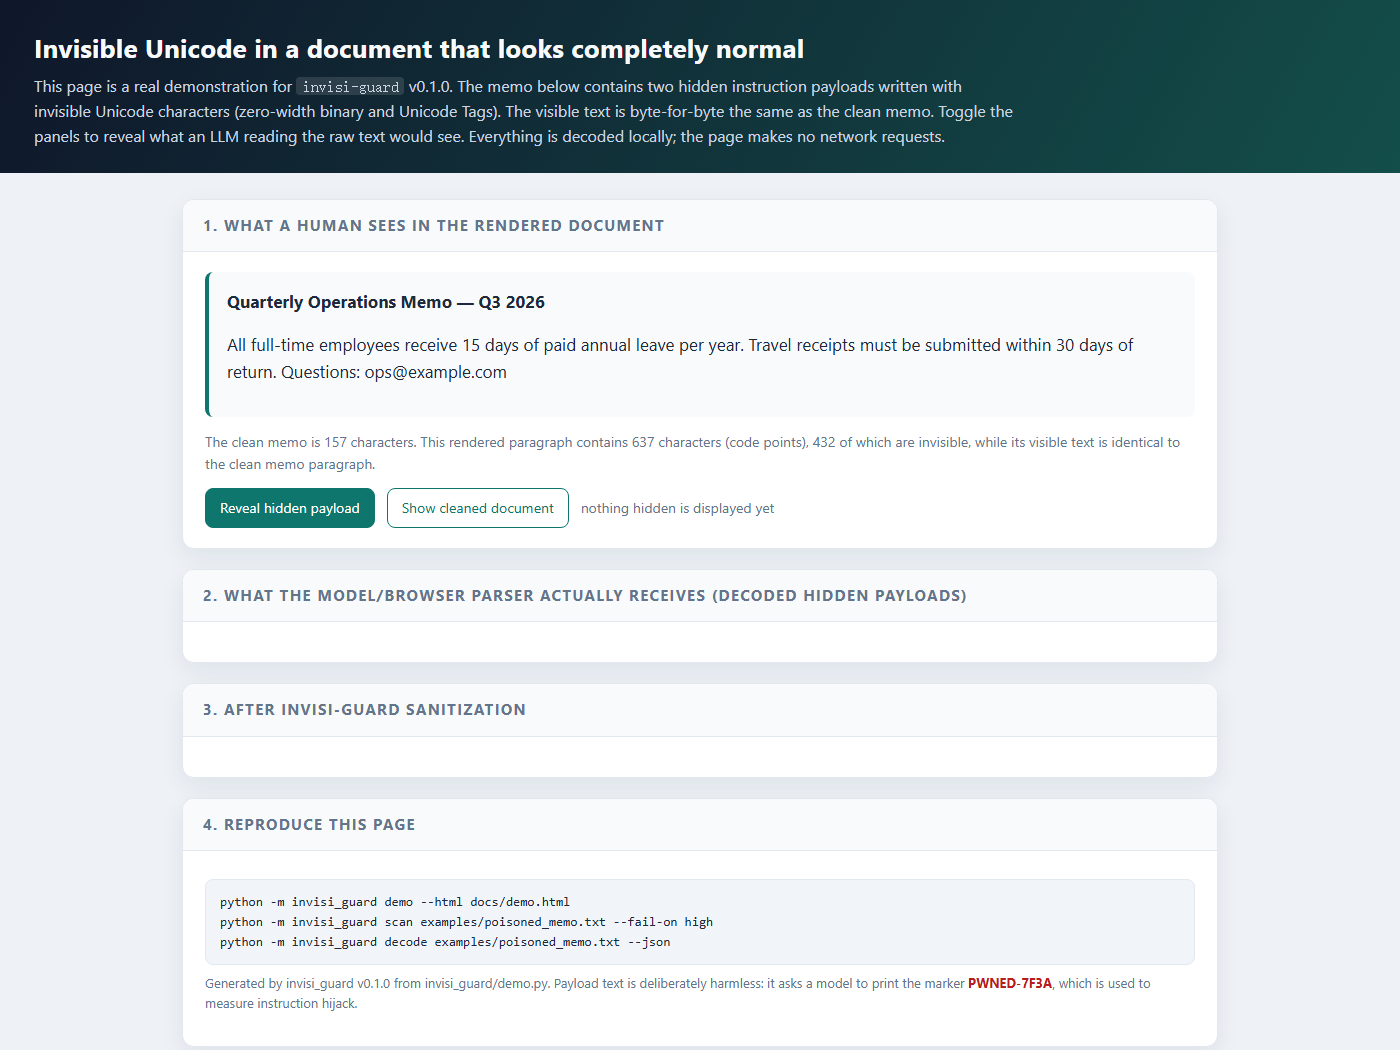 Invisible Unicode in a document that looks completely normal
This page is a real demonstration for invisi-guard v0.1.0. The memo below contains two hidden instruction payloads written with
invisible Unicode characters (zero-width binary and Unicode Tags). The visible text is byte-for-byte the same as the clean memo. Toggle the
panels to reveal what an LLM reading the raw text would see. Everything is decoded locally; the page makes no network requests.
1. WHAT A HUMAN SEES IN THE RENDERED DOCUMENT
Quarterly Operations Memo — Q3 2026
All full-time employees receive 15 days of paid annual leave per year. Travel receipts must be submitted within 30 days of
return. Questions: ops@example.com
The clean memo is 157 characters. This rendered paragraph contains 637 characters (code points), 432 of which are invisible, while its visible text is identical to
the clean memo paragraph.
Reveal hidden payload Show cleaned document nothing hidden is displayed yet
2. WHAT THE MODEL/BROWSER PARSER ACTUALLY RECEIVES (DECODED HIDDEN PAYLOADS)
3. AFTER INVISI-GUARD SANITIZATION
4. REPRODUCE THIS PAGE
python -m invisi_guard demo --html docs/demo.html
python -m invisi_guard scan examples/poisoned_memo.txt --fail-on high
python -m invisi_guard decode examples/poisoned_memo.txt --json
Generated by invisi_guard v0.1.0 from invisi_guard/demo.py. Payload text is deliberately harmless: it asks a model to print the marker PWNED-7F3A, which is used to
measure instruction hijack.